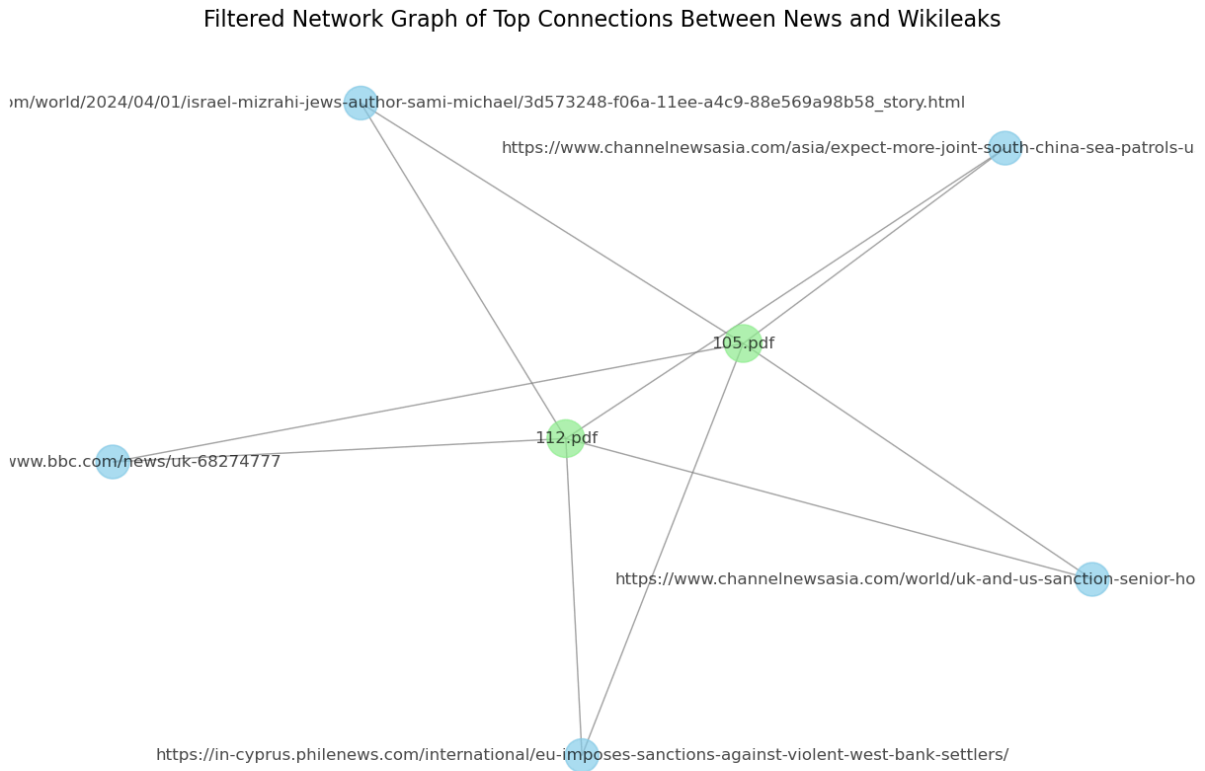 Filtered Network Graph of Top Connections Between News and Wikileaks
om/world/2024/04/01/israel-mizrahi-jews-author-sami-michael/3d573248-f06a-11ee-a4c9-88e569a98b58_story.html
https://www.channelnewsasia.com/asia/expect-more-joint-south-china-sea-patrols-u
105.pdf
112.pdf
www.bbc.com/news/uk-68274777
https://www.channelnewsasia.com/world/uk-and-us-sanction-senior-ho
https://in-cyprus.philenews.com/international/eu-imposes-sanctions-against-violent-west-bank-settlers/